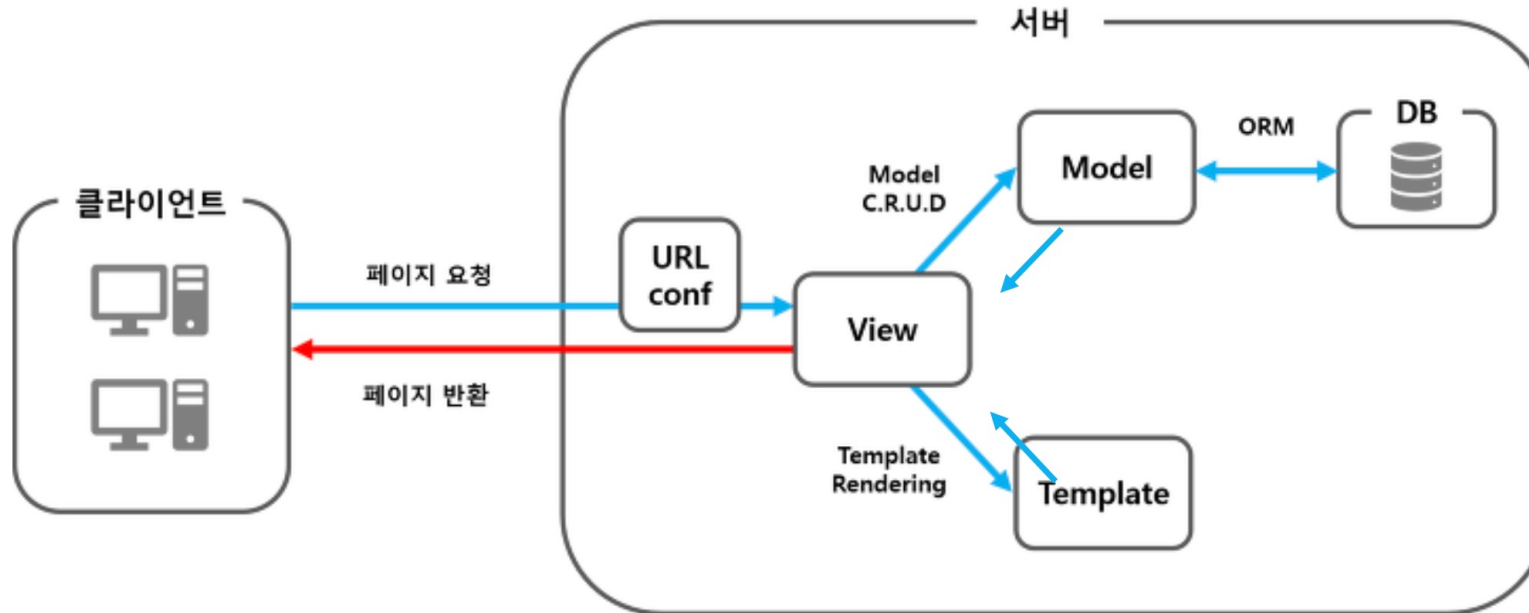 서버
클라이언트
페이지 요청
페이지 반환
URL
conf
View
Model
C.R.U.D
Model
ORM
DB
Template
Rendering
Template